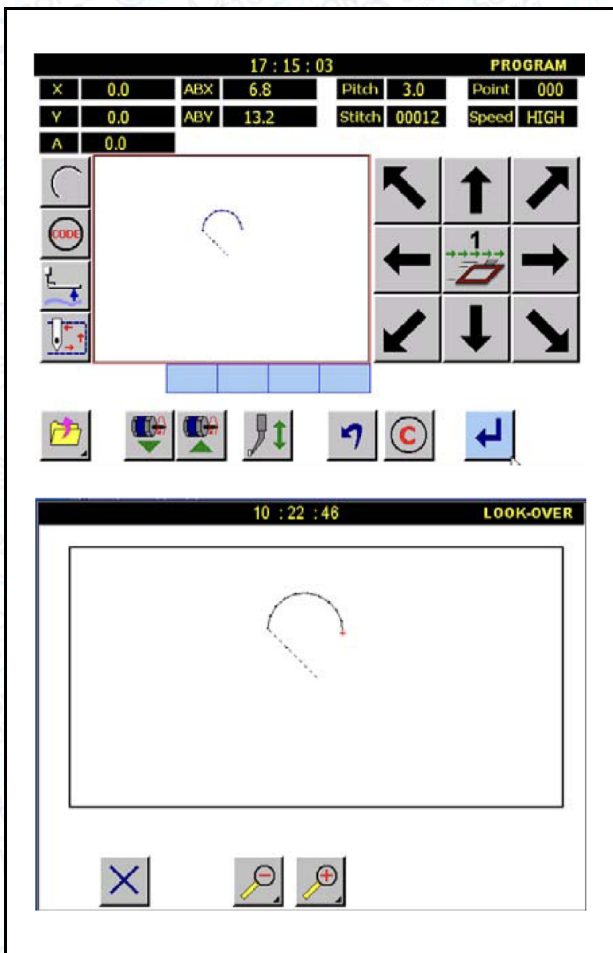 17 : 15 : 03 PROGRAM
X 0.0 ABX 6.8 Pitch 3.0 Point 000
Y 0.0 ABY 13.2 Stitch 00012 Speed HIGH
A 0.0
CODE
1
C
10 : 22 : 46 LOOK-OVER